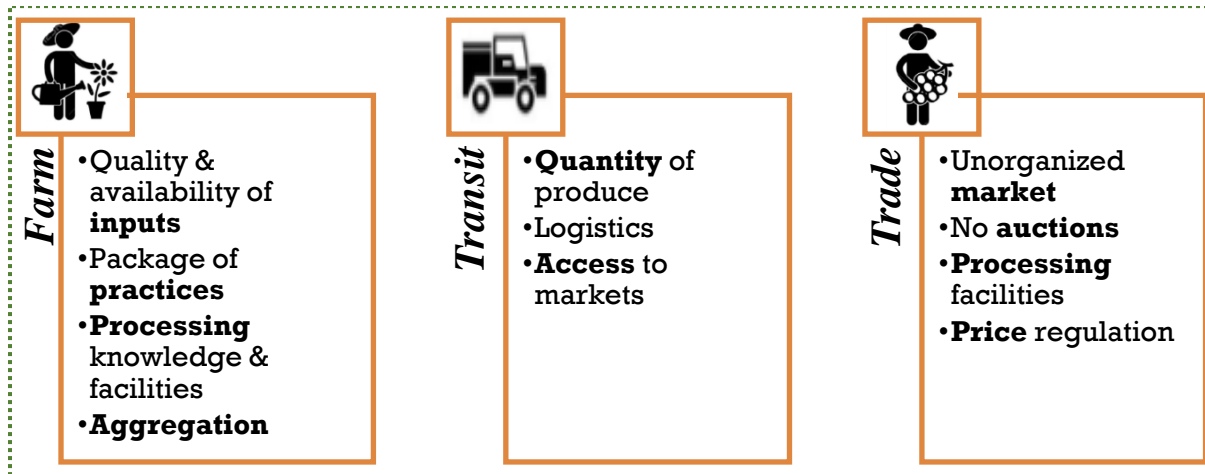 Farm
•Quality &
availability of
inputs
•Package of
practices
•Processing
knowledge &
facilities
•Aggregation
Transit
•Quantity of
produce
•Logistics
•Access to
markets
Trade
•Unorganized
market
•No auctions
•Processing
facilities
•Price regulation